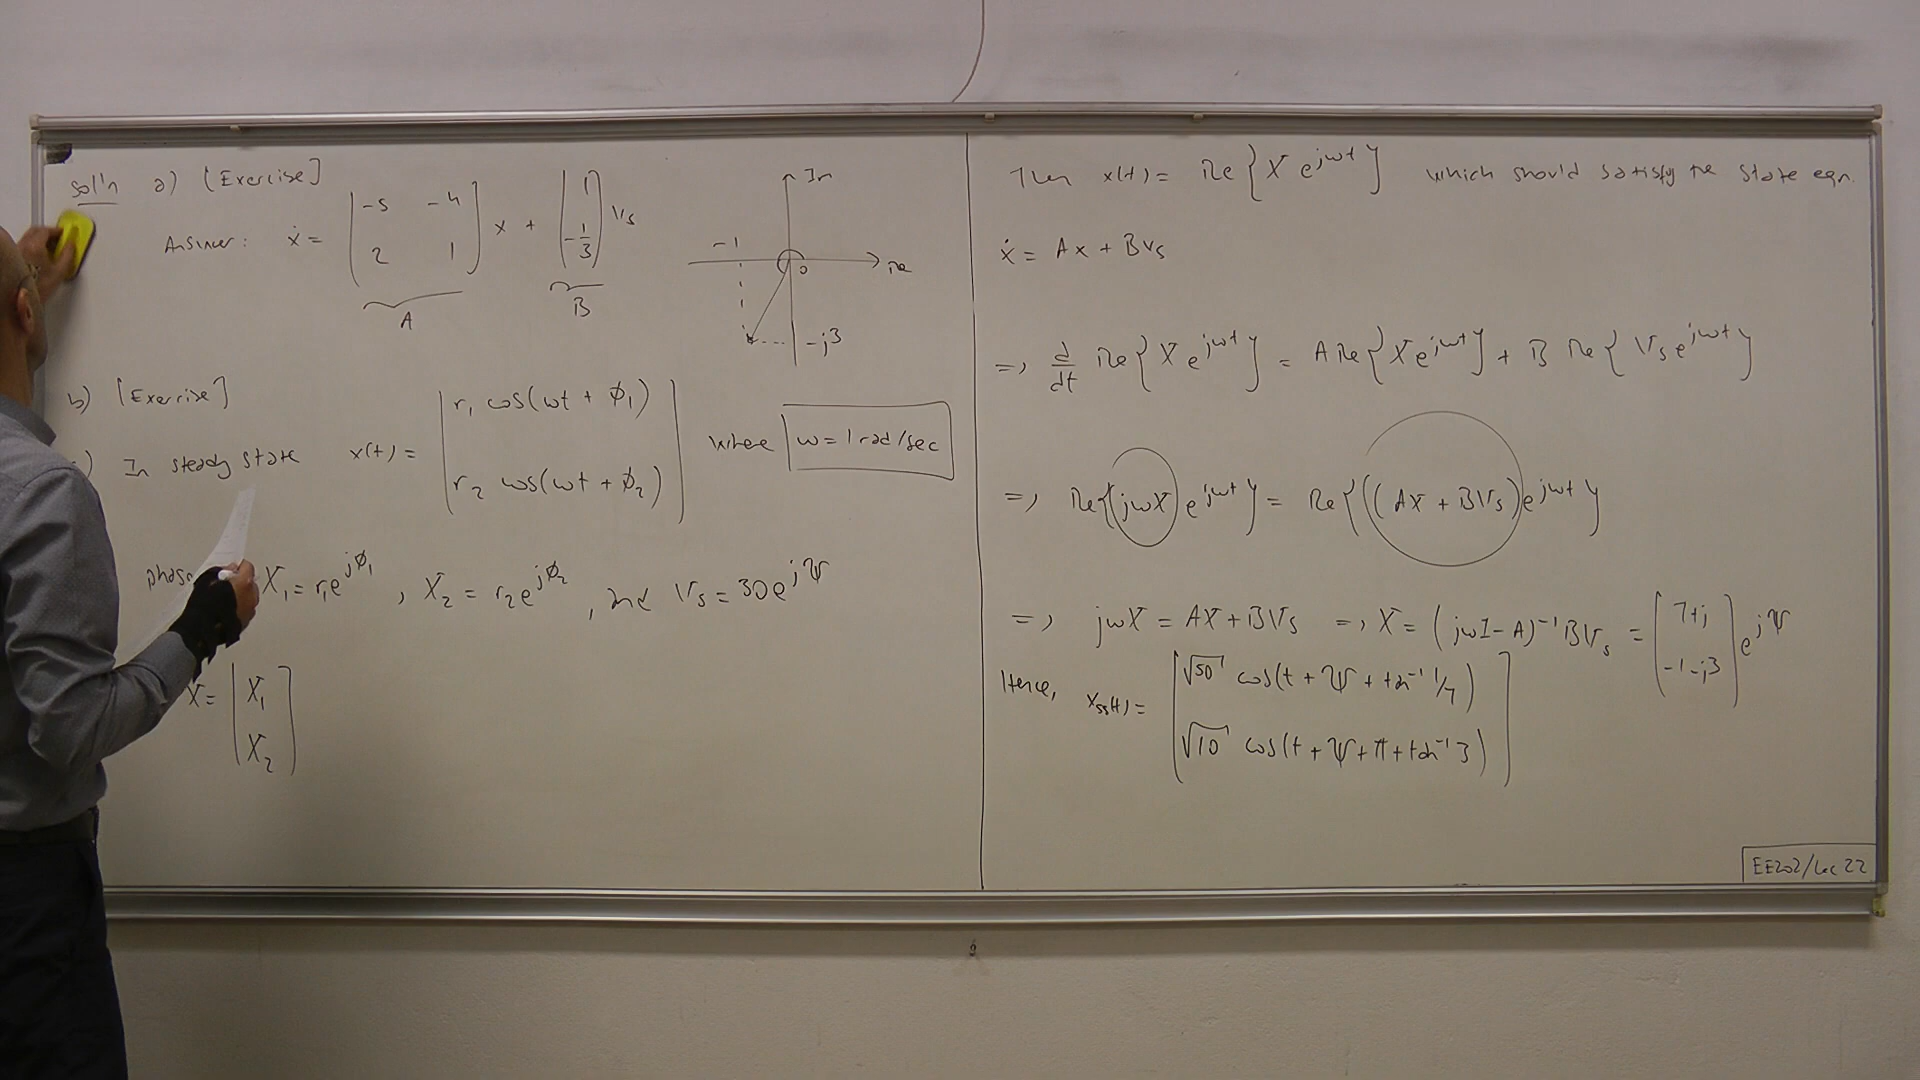 Sol'n a) [Exercise]
Answer: ẋ = [-5 -4; 2 1] x + [1; -1/3] Vs
A B
Im
-1 0 Re
-j3
b) [Exercise]
) In steady state x(t) = [r₁ cos(ωt + ϕ₁); r₂ cos(ωt + ϕ₂)] where ω = 1 rad/sec
phaso X₁ = r₁e^{jϕ₁}, X₂ = r₂e^{jϕ₂}, and Vs = 30e^{jΨ}
X = [X₁; X₂]
Then x(t) = Re{X e^{jωt}} which should satisfy the state eqn.
ẋ = Ax + BVs
=> d/dt Re{X e^{jωt}} = A Re{X e^{jωt}} + B Re{Vs e^{jωt}}
=> Re{(jωX) e^{jωt}} = Re{((AX + BVs) e^{jωt}}
=> jωX = AX + BVs => X = (jωI - A)⁻¹ BVs = [7+j; -1-j3] e^{jΨ}
Hence, xss(t) = [√50 cos(t + Ψ + tan⁻¹ 1/7); √10 cos(t + Ψ + π + tan⁻¹ 3)]
EE202/Lec 22